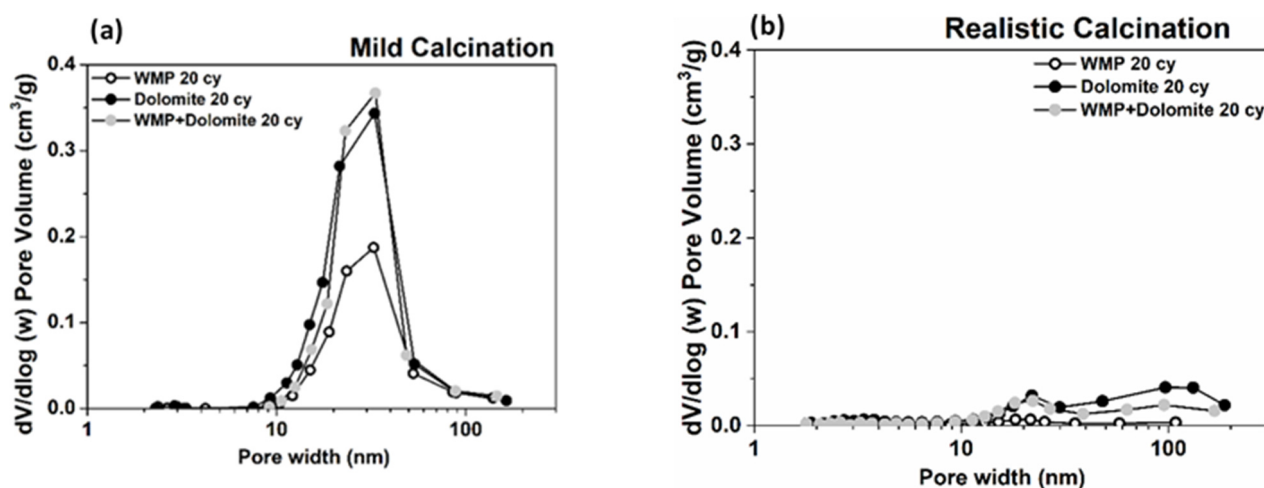 (a)
Mild Calcination
dV/dlog (w) Pore Volume (cm³/g)
0.4
0.3
0.2
0.1
0.0
WMP 20 cy
Dolomite 20 cy
WMP+Dolomite 20 cy
1
10
100
Pore width (nm)
(b)
Realistic Calcination
dV/dlog (w) Pore Volume (cm³/g)
0.4
0.3
0.2
0.1
0.0
WMP 20 cy
Dolomite 20 cy
WMP+Dolomite 20 cy
1
10
100
Pore width (nm)